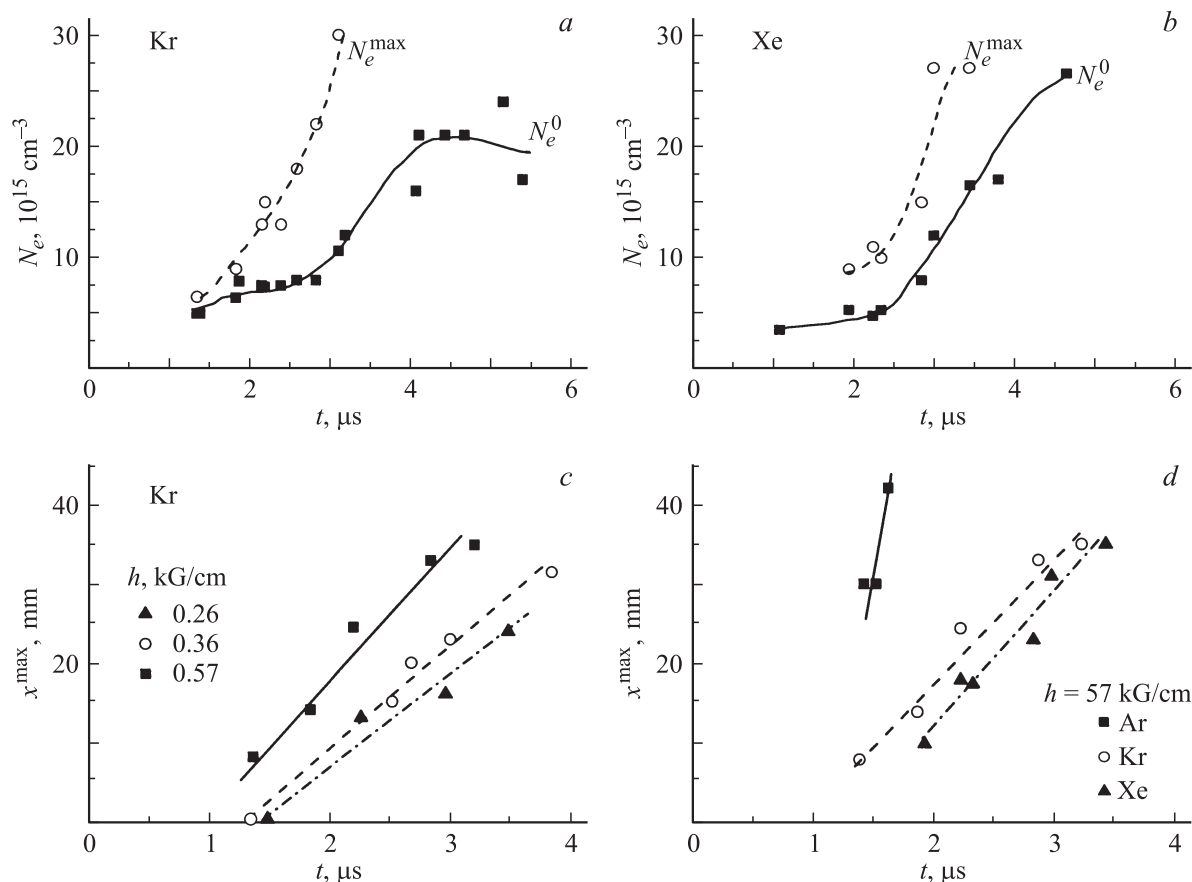 Kr
a
N_e^max
N_e^0
N_e, 10^15 cm^–3
30
20
10
0
0 2 4 6
t, μs
Xe
b
N_e^max
N_e^0
N_e, 10^15 cm^–3
30
20
10
0 2 4 6
t, μs
Kr
c
h, kG/cm
0.26
0.36
0.57
x^max, mm
40
20
0 1 2 3 4
t, μs
d
x^max, mm
40
20
h = 57 kG/cm
Ar
Kr
Xe
0 1 2 3 4
t, μs